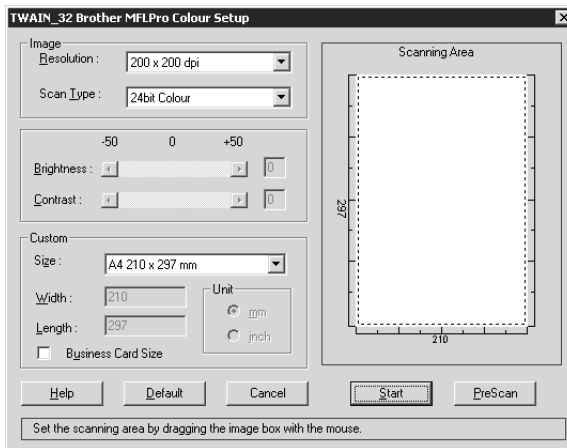 TWAIN_32 Brother MFLPro Colour Setup
Image
Resolution :
200 x 200 dpi
Scan Type :
24bit Colour
-50 0 +50
Brightness :
0
Contrast :
0
Custom
Size :
A4 210 x 297 mm
Width :
210
Length :
297
Business Card Size
Unit
mm
inch
Scanning Area
297
210
Help
Default
Cancel
Start
PreScan
Set the scanning area by dragging the image box with the mouse.